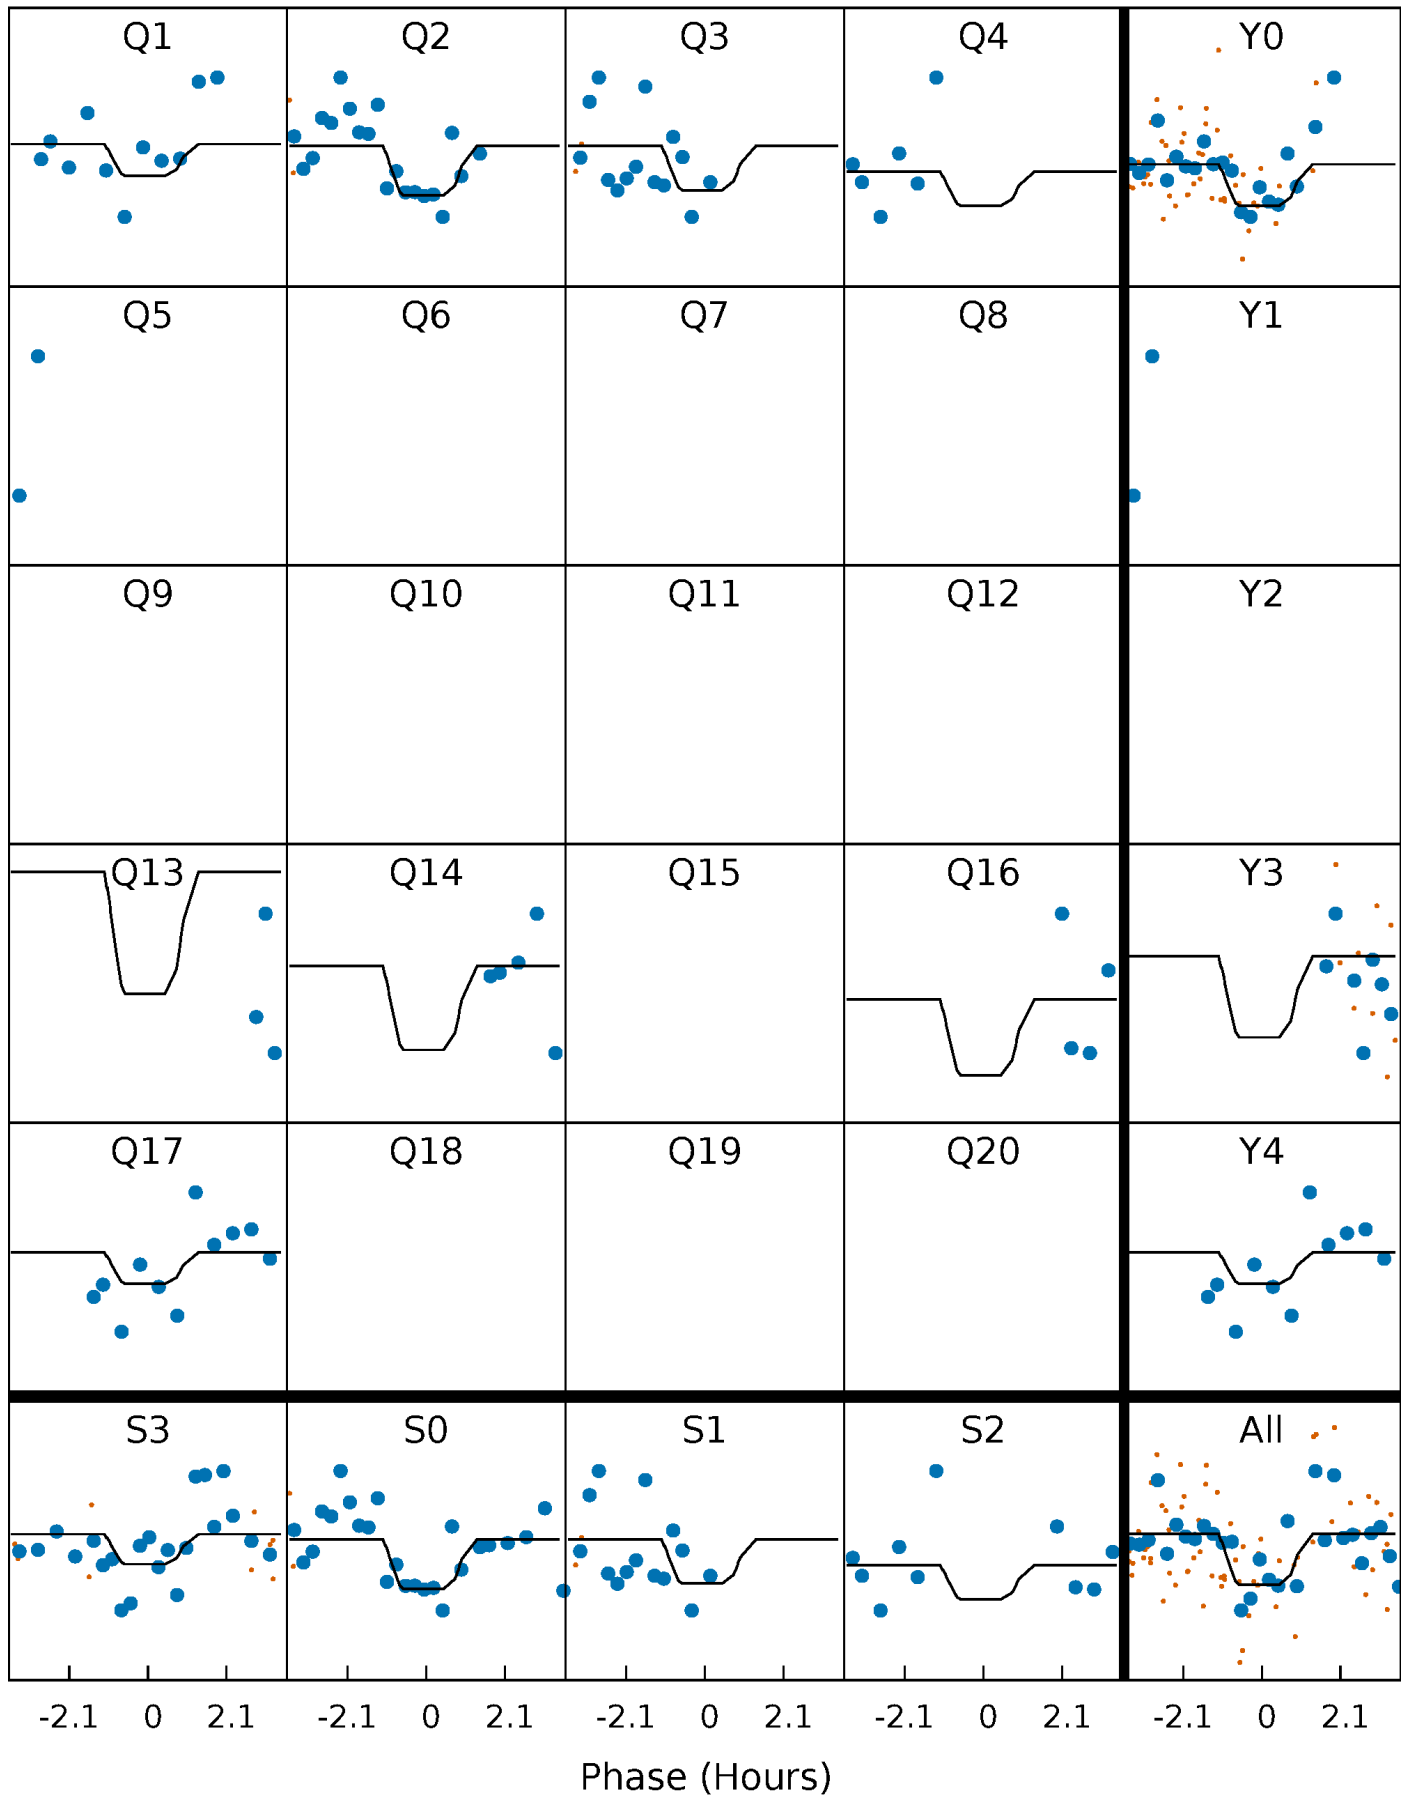 Q1 Q2 Q3 Q4 Y0
Q5 Q6 Q7 Q8 Y1
Q9 Q10 Q11 Q12 Y2
Q13 Q14 Q15 Q16 Y3
Q17 Q18 Q19 Q20 Y4
S3 S0 S1 S2 All
-2.1 0 2.1 -2.1 0 2.1 -2.1 0 2.1 -2.1 0 2.1 -2.1 0 2.1
Phase (Hours)